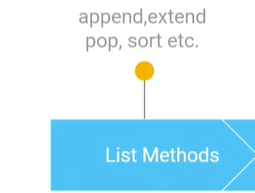 append,extend
pop, sort etc.
List Methods